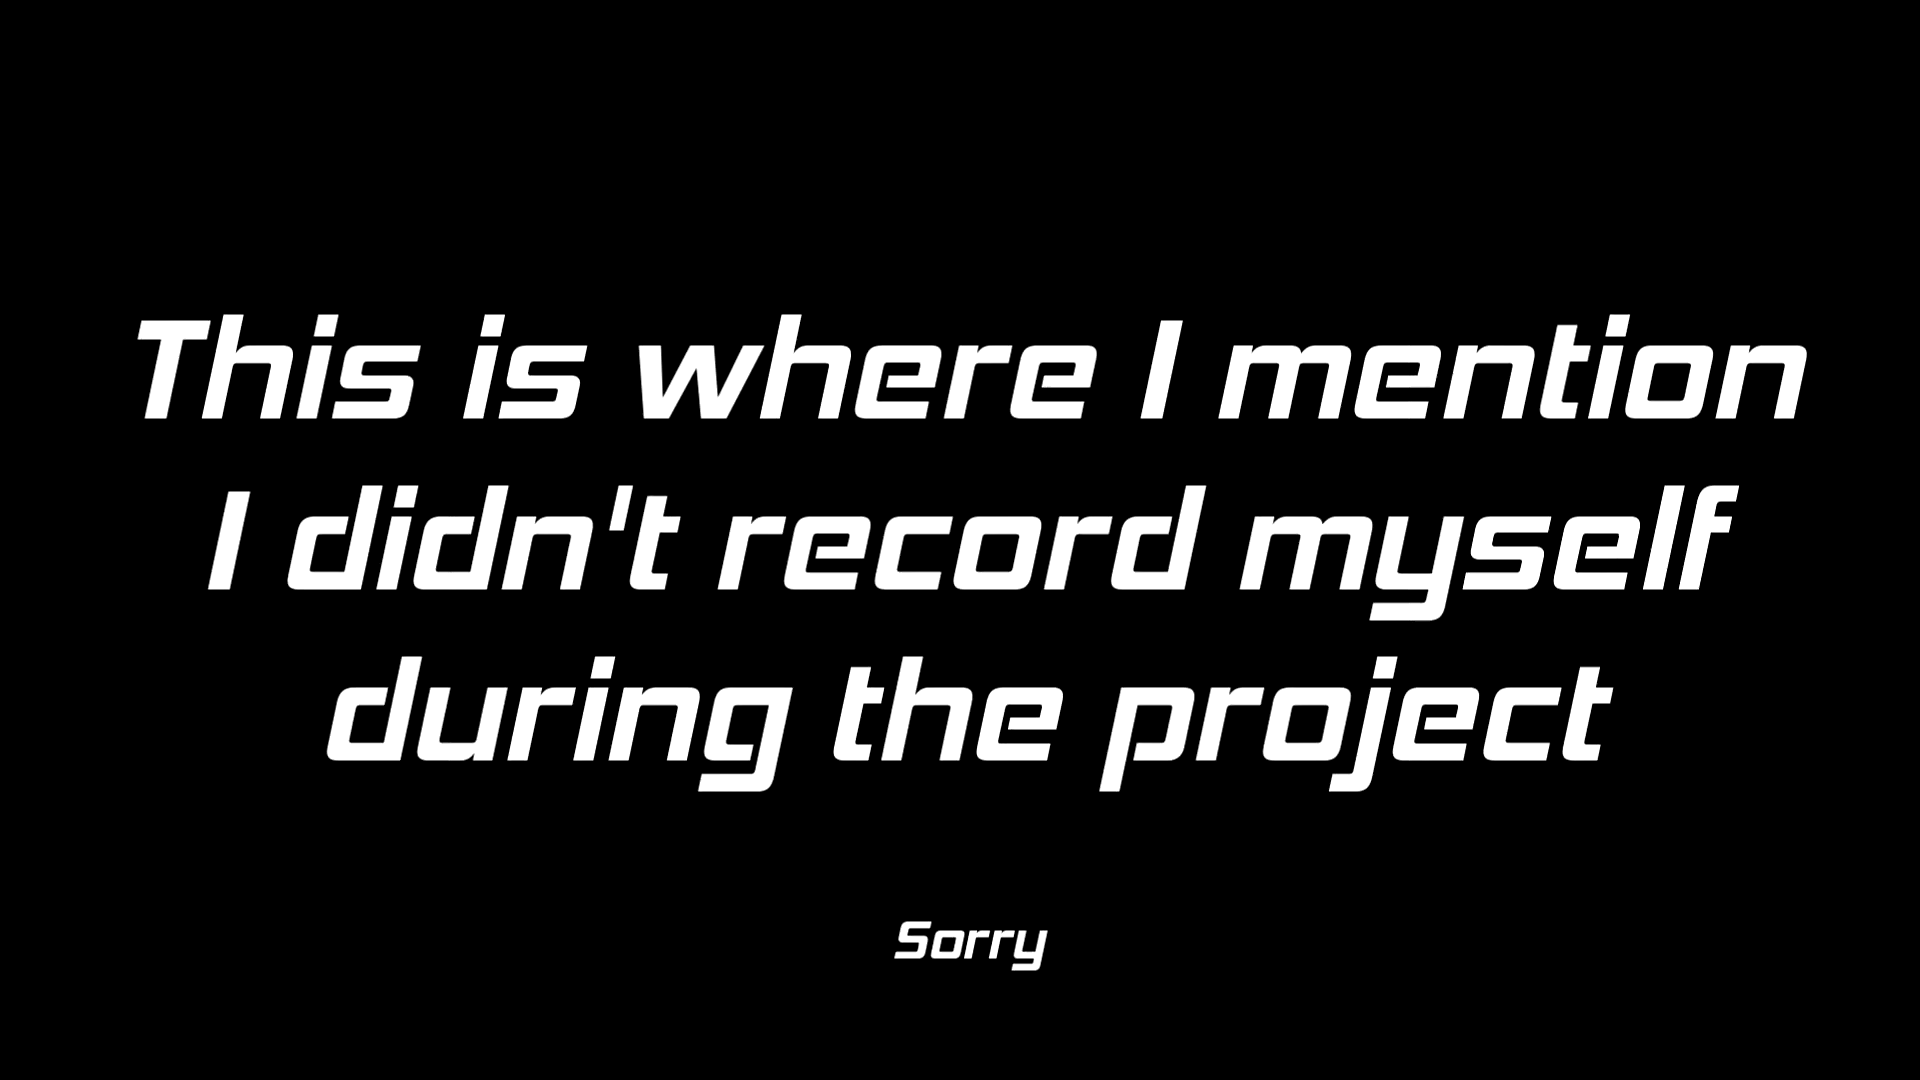 This is where I mention
I didn't record myself
during the project
Sorry